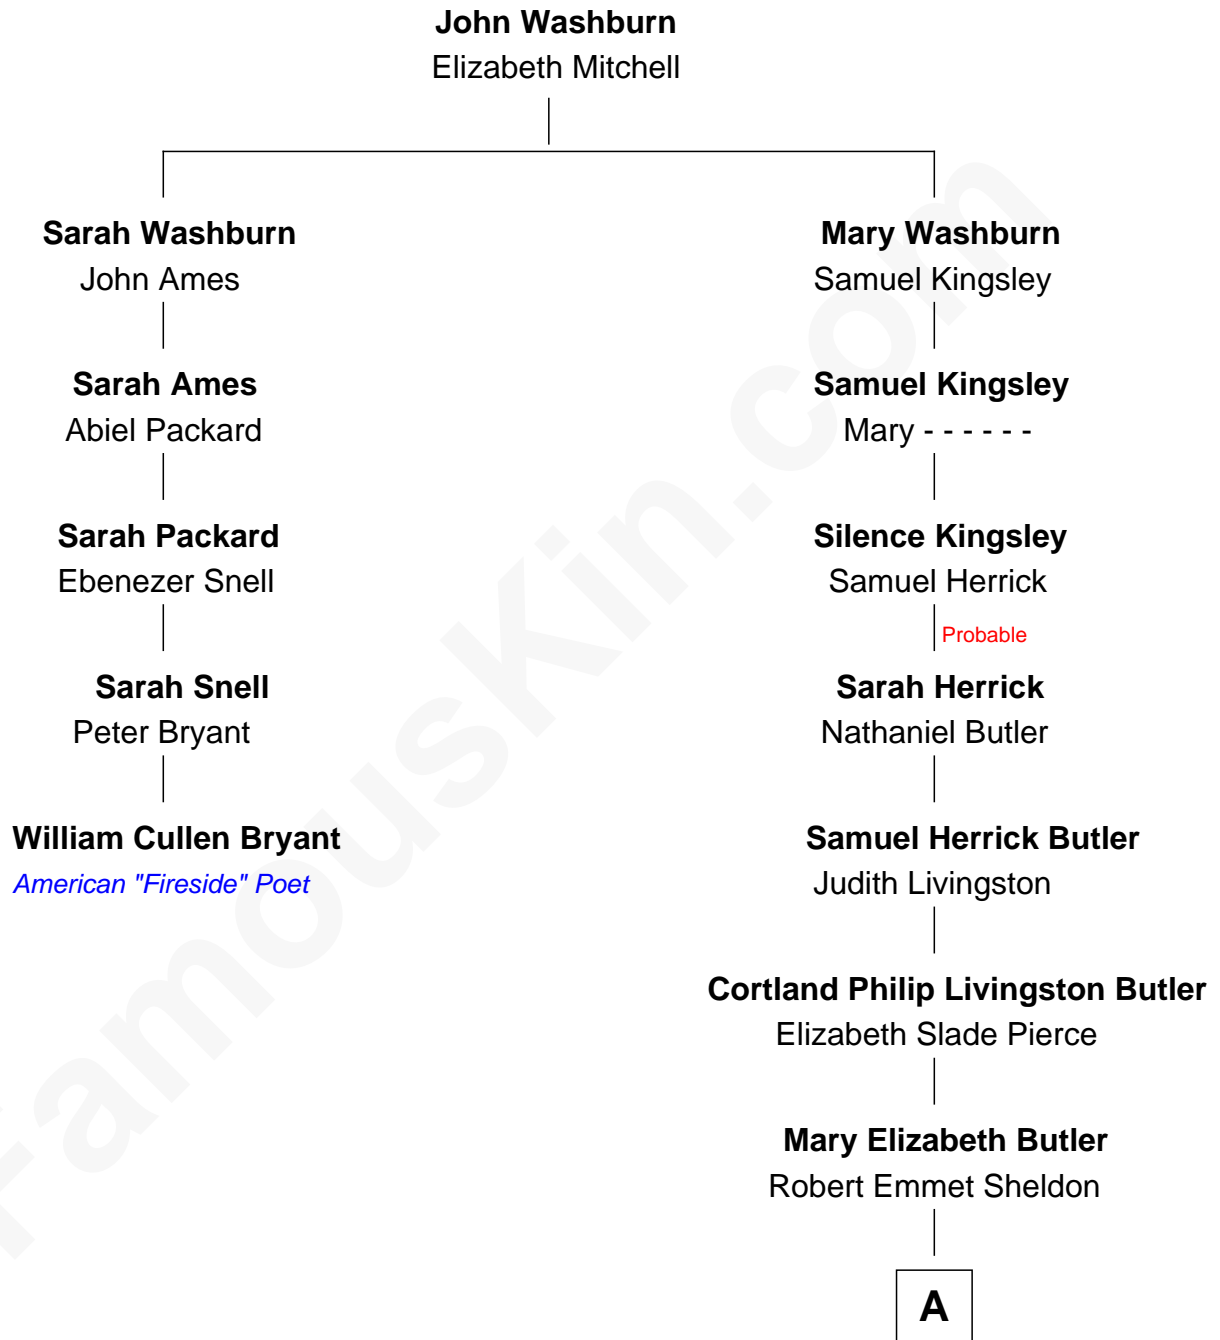 John Washburn
Elizabeth Mitchell
Sarah Washburn
John Ames
Mary Washburn
Samuel Kingsley
Sarah Ames
Abiel Packard
Samuel Kingsley
Mary - - - - - -
Sarah Packard
Ebenezer Snell
Silence Kingsley
Samuel Herrick
Probable
Sarah Snell
Peter Bryant
Sarah Herrick
Nathaniel Butler
William Cullen Bryant
American "Fireside" Poet
Samuel Herrick Butler
Judith Livingston
Cortland Philip Livingston Butler
Elizabeth Slade Pierce
Mary Elizabeth Butler
Robert Emmet Sheldon
A
FamousKin.com